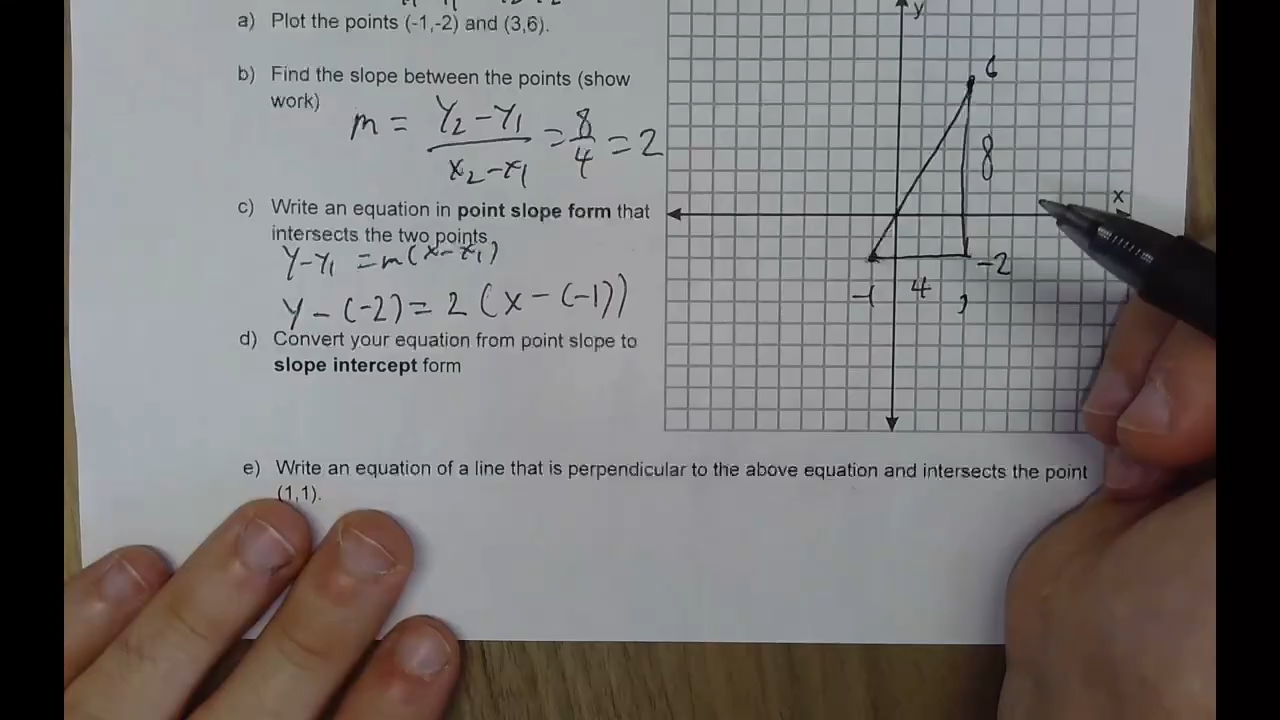 a) Plot the points (-1,-2) and (3,6).
b) Find the slope between the points (show
work)
m = y₂-y₁/x₂-x₁ = 8/4 = 2
c) Write an equation in point slope form that
intersects the two points
y-y₁ = m(x-x₁)
y-(-2) = 2(x-(-1))
d) Convert your equation from point slope to
slope intercept form
e) Write an equation of a line that is perpendicular to the above equation and intersects the point
(1,1).
y
6
8
x
-2
-1 4 3